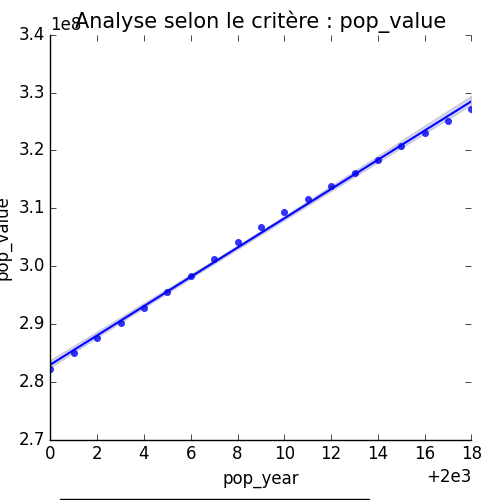 Analyse selon le critère : pop_value
1e8
3.4
3.3
3.2
3.1
3.0
2.9
2.8
2.7
pop_value
0 2 4 6 8 10 12 14 16 18
+2e3
pop_year